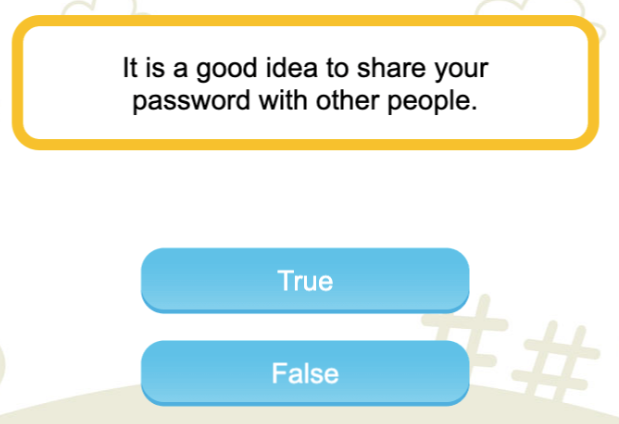 It is a good idea to share your
password with other people.
True
False